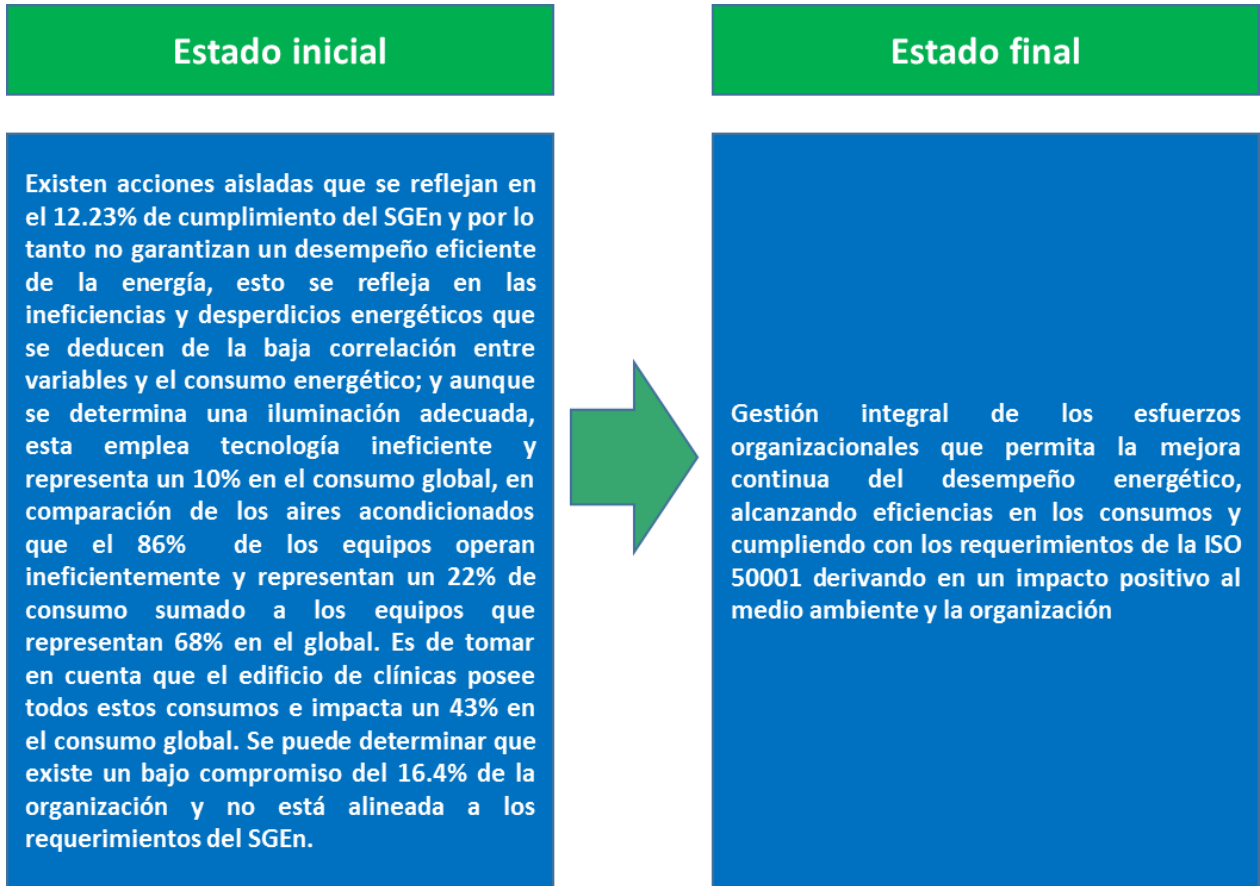 Estado inicial
Existen acciones aisladas que se reflejan en
el 12.23% de cumplimiento del SGEn y por lo
tanto no garantizan un desempeño eficiente
de la energía, esto se refleja en las
ineficiencias y desperdicios energéticos que
se deducen de la baja correlación entre
variables y el consumo energético; y aunque
se determina una iluminación adecuada,
esta emplea tecnología ineficiente y
representa un 10% en el consumo global, en
comparación de los aires acondicionados
que el 86% de los equipos operan
ineficientemente y representan un 22% de
consumo sumado a los equipos que
representan 68% en el global. Es de tomar
en cuenta que el edificio de clínicas posee
todos estos consumos e impacta un 43% en
el consumo global. Se puede determinar que
existe un bajo compromiso del 16.4% de la
organización y no está alineada a los
requerimientos del SGEn.
Estado final
Gestión integral de los esfuerzos
organizacionales que permita la mejora
continua del desempeño energético,
alcanzando eficiencias en los consumos y
cumpliendo con los requerimientos de la ISO
50001 derivando en un impacto positivo al
medio ambiente y la organización